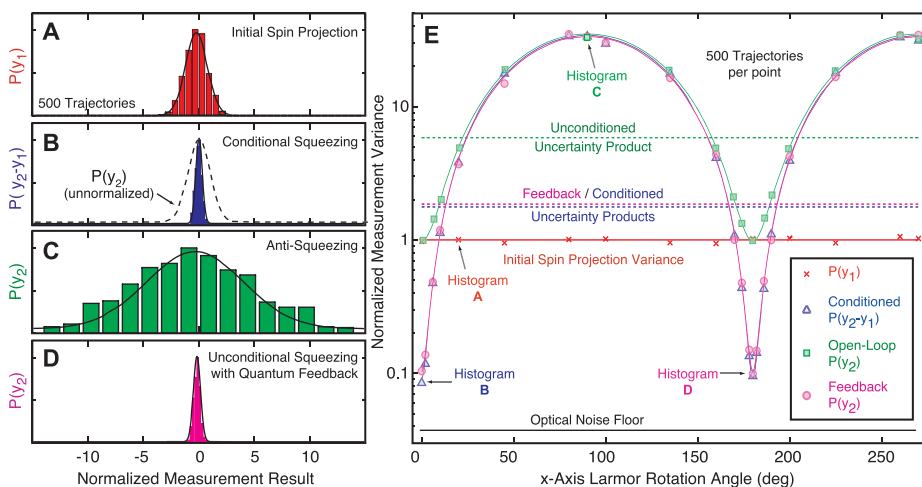 A
Initial Spin Projection
P(y1)
500 Trajectories
B
Conditional Squeezing
P(y2-y1)
P(y2)
(unnormalized)
C
Anti-Squeezing
P(y2)
D
Unconditional Squeezing
with Quantum Feedback
P(y2)
-10
-5
0
5
10
Normalized Measurement Result
E
Normalized Measurement Variance
10
1
0.1
500 Trajectories
per point
Histogram
C
Unconditioned
Uncertainty Product
Feedback / Conditioned
Uncertainty Products
Initial Spin Projection Variance
Histogram
A
Histogram
B
Histogram
D
Optical Noise Floor
P(y1)
Conditioned
P(y2-y1)
Open-Loop
P(y2)
Feedback
P(y2)
0
50
100
150
200
250
x-Axis Larmor Rotation Angle (deg)